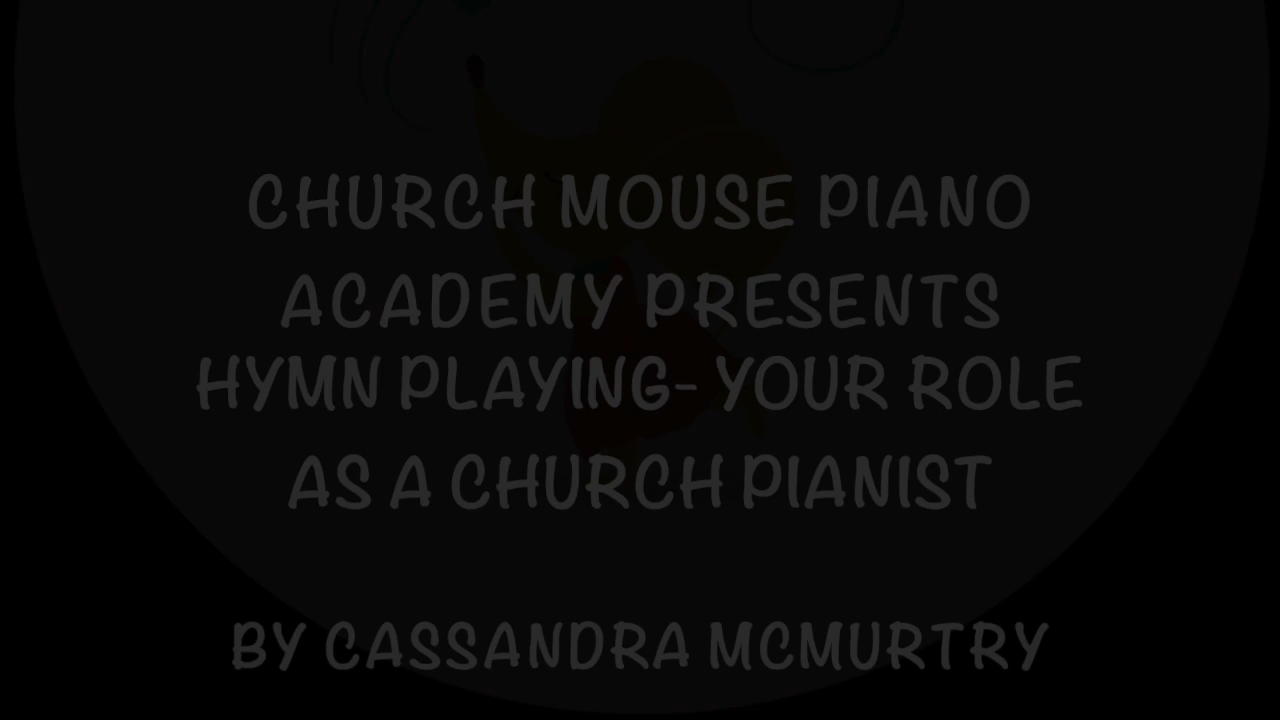 CHURCH MOUSE PIANO
ACADEMY PRESENTS
HYMN PLAYING- YOUR ROLE
AS A CHURCH PIANIST
BY CASSANDRA MCMURTRY